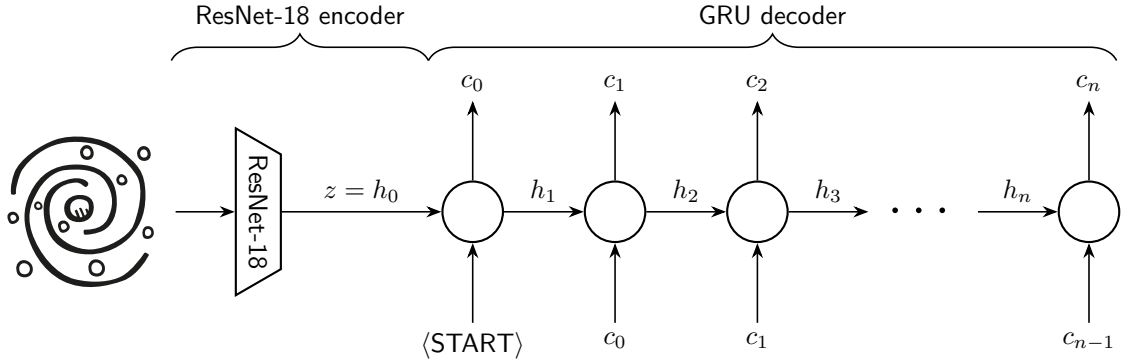 ResNet-18 encoder GRU decoder
c₀ c₁ c₂ cₙ
ResNet-18
z = h₀ h₁ h₂ h₃ · · · hₙ
⟨START⟩ c₀ c₁ cₙ₋₁